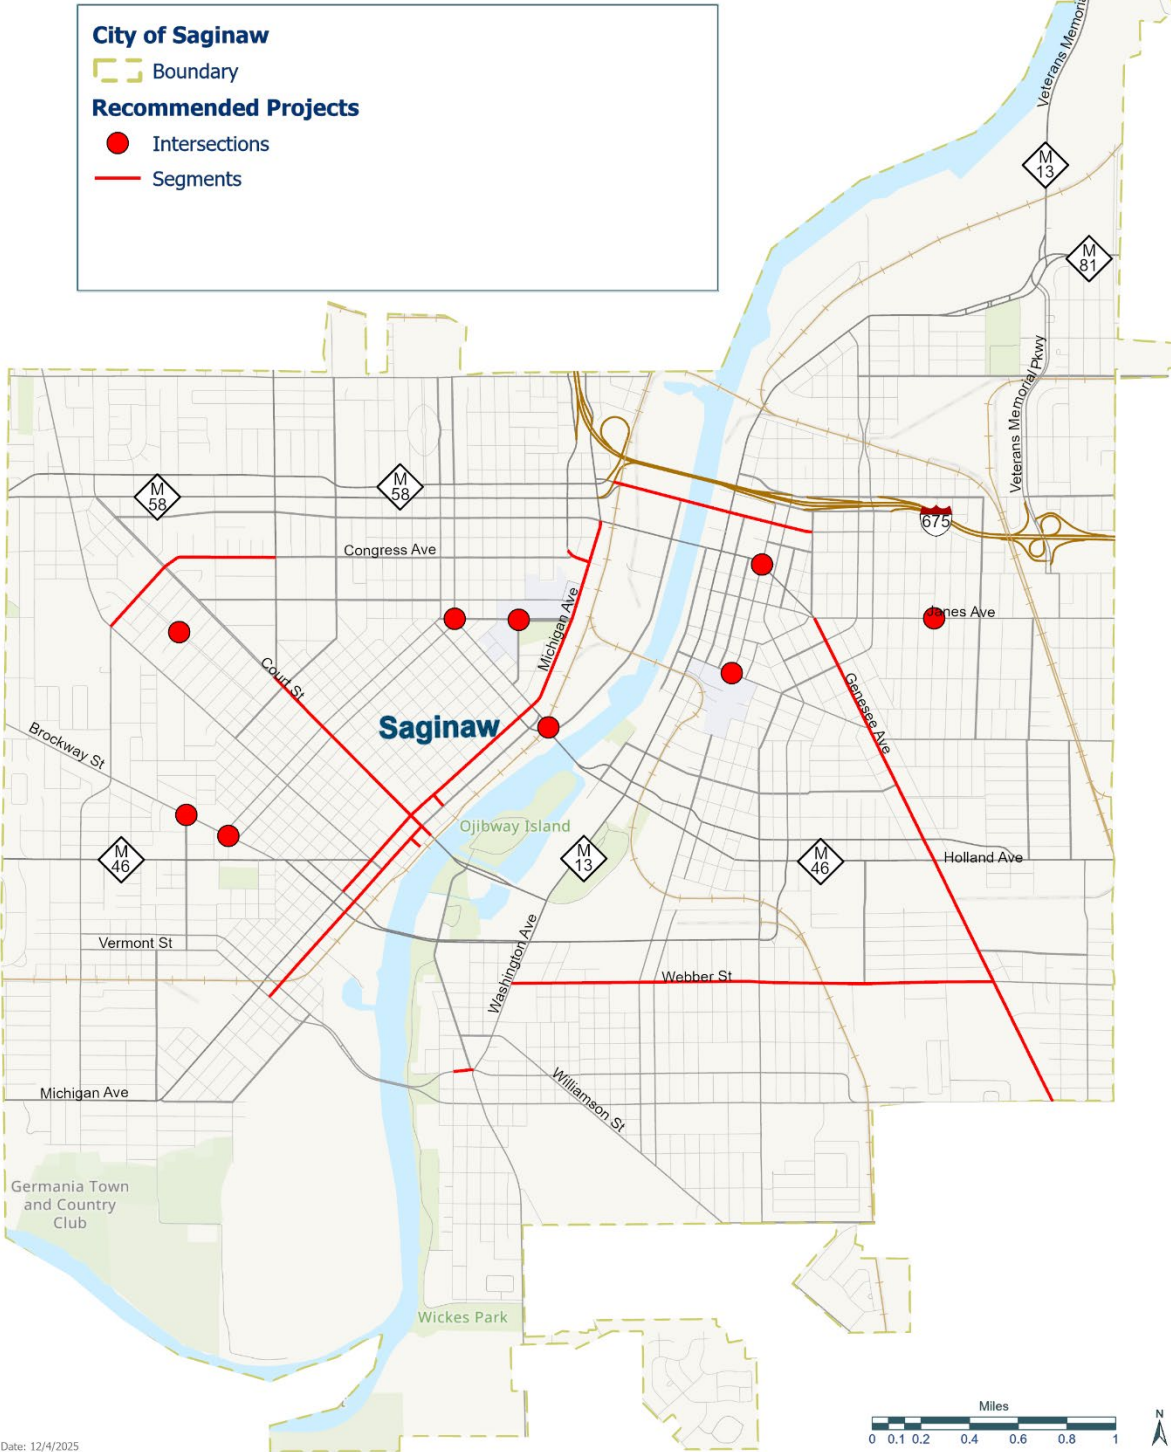 City of Saginaw
Boundary
Recommended Projects
Intersections
Segments
Veterans Memoria
M
13
M
81
Veterans Memorial Pkwy
M
58
M
58
675
Congress Ave
Michigan Ave
Janes Ave
Court St
Genesee Ave
Saginaw
Brockway St
Ojibway Island
M
46
M
13
M
46
Holland Ave
Vermont St
Washington Ave
Webber St
Michigan Ave
Williamson St
Germania Town
and Country
Club
Wickes Park
Miles
0 0.1 0.2 0.4 0.6 0.8 1
N
Date: 12/4/2025